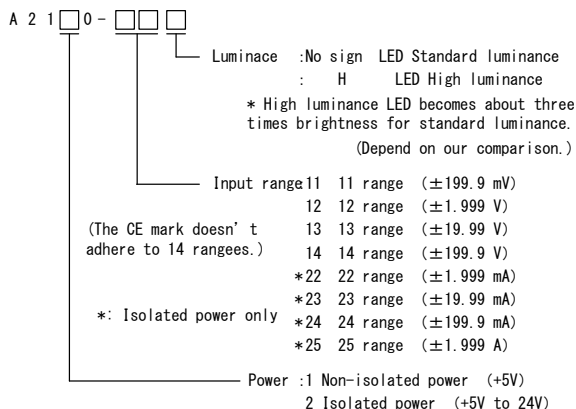 A 2 1 □ 0 - □ □ □
Luminace :No sign LED Standard luminance
: H LED High luminance
* High luminance LED becomes about three
times brightness for standard luminance.
(Depend on our comparison.)
Input range:11 11 range (±199.9 mV)
12 12 range (±1.999 V)
13 13 range (±19.99 V)
14 14 range (±199.9 V)
*22 22 range (±1.999 mA)
*23 23 range (±19.99 mA)
*24 24 range (±199.9 mA)
*25 25 range (±1.999 A)
(The CE mark doesn't
adhere to 14 rangees.)
*: Isolated power only
Power :1 Non-isolated power (+5V)
2 Isolated power (+5V to 24V)